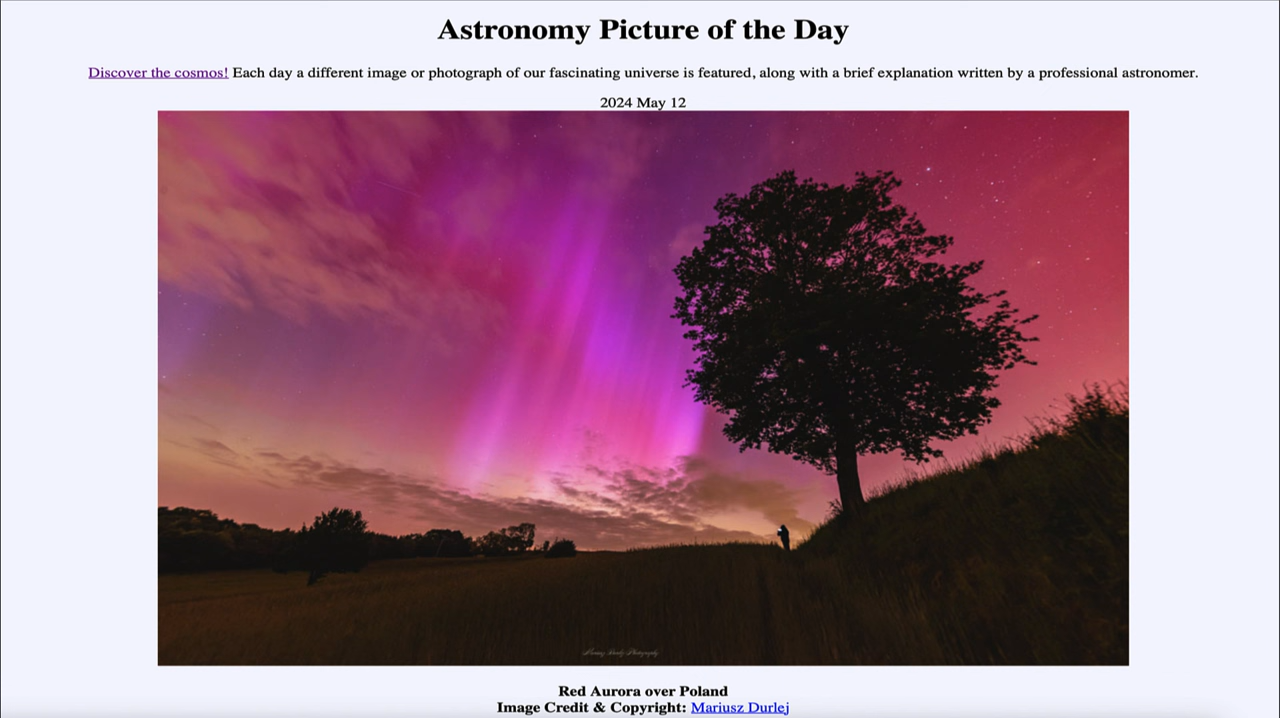 Astronomy Picture of the Day
Discover the cosmos! Each day a different image or photograph of our fascinating universe is featured, along with a brief explanation written by a professional astronomer.
2024 May 12
Photography
Red Aurora over Poland
Image Credit & Copyright: Mariusz Durlej